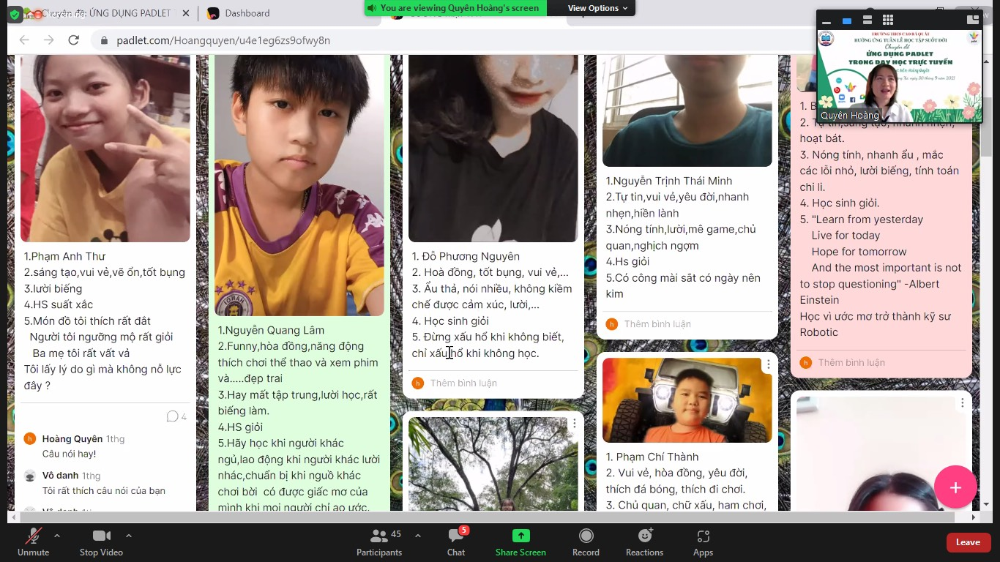 You are viewing Quyên Hoàng's screen
View Options
Chuyên đề: ỨNG DỤNG PADLET
Dashboard
padlet.com/Hoangquyen/u4e1eg6zs9ofwy8n
TRƯỜNG THCS CAO BÁ QUÁT
HƯỞNG ỨNG TUẦN LỄ HỌC TẬP SUỐT ĐỜI
Chuyên đề
ỨNG DỤNG PADLET
TRONG DẠY HỌC TRỰC TUYẾN
Quyên Hoàng
1.Phạm Anh Thư
2.sáng tạo,vui vẻ,vẽ ổn,tốt bụng
3.lười biếng
4.HS suất xắc
5.Món đồ tôi thích rất đắt
Người tôi ngưỡng mộ rất giỏi
Ba mẹ tôi rất vất vả
Tôi lấy lý do gì mà không nỗ lực
đây ?
4
Hoàng Quyên 1thg
Câu nói hay!
Vô danh 1thg
Tôi rất thích câu nói của bạn
Vô danh
HANOI
1.Nguyễn Quang Lâm
2.Funny,hòa đồng,năng động
thích chơi thể thao và xem phim
và.....đẹp trai
3.Hay mất tập trung,lười học,rất
biếng làm.
4.HS giỏi
5.Hãy học khi người khác
ngủ,lao động khi người khác lười
nhác,chuẩn bị khi nguồ khác
chơi bời  có được giấc mơ của
mình khi mọi người chỉ ao ước.
1. Đỗ Phương Nguyên
2. Hoà đồng, tốt bụng, vui vẻ,...
3. Ẩu thả, nói nhiều, không kiềm
chế được cảm xúc, lười,...
4. Học sinh giỏi
5. Đừng xấu hổ khi không biết,
chỉ xấu hổ khi không học.
h Thêm bình luận
1.Nguyễn Trịnh Thái Minh
2.Tự tin,vui vẻ,yêu đời,nhanh
nhẹn,hiền lành
3.Nóng tính,lười,mê game,chủ
quan,nghịch ngợm
4.Hs giỏi
5.Có công mài sắt có ngày nên
kim
h Thêm bình luận
1. Phạm Chí Thành
2. Vui vẻ, hòa đồng, yêu đời,
thích đá bóng, thích đi chơi.
3. Chủ quan, chữ xấu, ham chơi,
1. B
2. Tự tin,sáng tạo, nhanh nhẹn,
hoạt bát.
3. Nóng tính, nhanh ẩu , mắc
các lỗi nhỏ, lười biếng, tính toán
chi li.
4. Học sinh giỏi.
5. "Learn from yesterday
Live for today
Hope for tomorrow
And the most important is not
to stop questioning" -Albert
Einstein
Học vì ước mơ trở thành kỹ sư
Robotic
h Thêm bình luận
Unmute
Stop Video
Participants
45
Chat
5
Share Screen
Record
Reactions
Apps
Leave